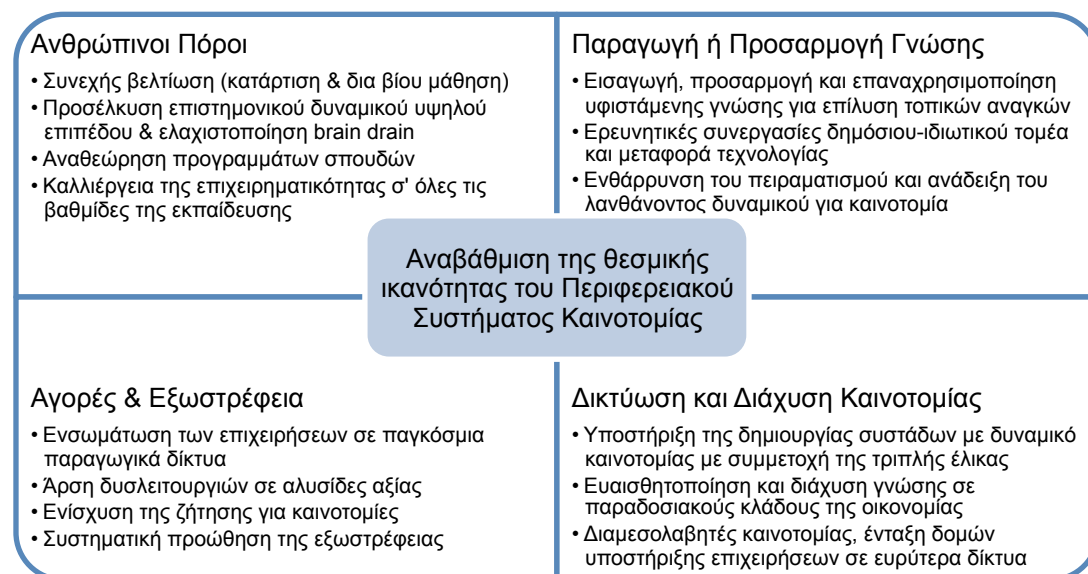 Ανθρώπινοι Πόροι
• Συνεχής βελτίωση (κατάρτιση & δια βίου μάθηση)
• Προσέλκυση επιστημονικού δυναμικού υψηλού
επιπέδου & ελαχιστοποίηση brain drain
• Αναθεώρηση προγραμμάτων σπουδών
• Καλλιέργεια της επιχειρηματικότητας σ' όλες τις
βαθμίδες της εκπαίδευσης
Παραγωγή ή Προσαρμογή Γνώσης
• Εισαγωγή, προσαρμογή και επαναχρησιμοποίηση
υφιστάμενης γνώσης για επίλυση τοπικών αναγκών
• Ερευνητικές συνεργασίες δημόσιου-ιδιωτικού τομέα
και μεταφορά τεχνολογίας
• Ενθάρρυνση του πειραματισμού και ανάδειξη του
λανθάνοντος δυναμικού για καινοτομία
Αναβάθμιση της θεσμικής
ικανότητας του Περιφερειακού
Συστήματος Καινοτομίας
Αγορές & Εξωστρέφεια
• Ενσωμάτωση των επιχειρήσεων σε παγκόσμια
παραγωγικά δίκτυα
• Άρση δυσλειτουργιών σε αλυσίδες αξίας
• Ενίσχυση της ζήτησης για καινοτομίες
• Συστηματική προώθηση της εξωστρέφειας
Δικτύωση και Διάχυση Καινοτομίας
• Υποστήριξη της δημιουργίας συστάδων με δυναμικό
καινοτομίας με συμμετοχή της τριπλής έλικας
• Ευαισθητοποίηση και διάχυση γνώσης σε
παραδοσιακούς κλάδους της οικονομίας
• Διαμεσολαβητές καινοτομίας, ένταξη δομών
υποστήριξης επιχειρήσεων σε ευρύτερα δίκτυα